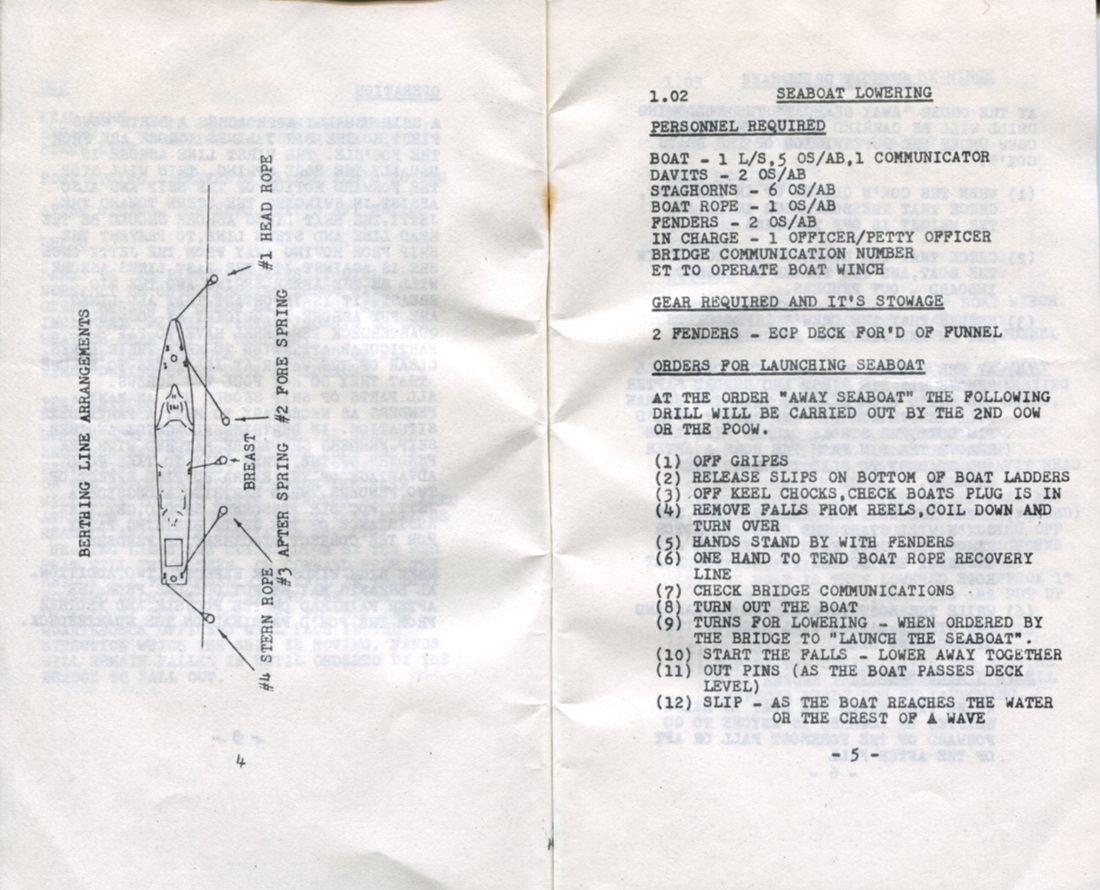 BERTHING LINE ARRANGEMENTS
#1 HEAD ROPE
#2 FORE SPRING
BREAST
#3 AFTER SPRING
#4 STERN ROPE
4
1.02 SEABOAT LOWERING
PERSONNEL REQUIRED
BOAT - 1 L/S,5 OS/AB,1 COMMUNICATOR
DAVITS - 2 OS/AB
STAGHORNS - 6 OS/AB
BOAT ROPE - 1 OS/AB
FENDERS - 2 OS/AB
IN CHARGE - 1 OFFICER/PETTY OFFICER
BRIDGE COMMUNICATION NUMBER
ET TO OPERATE BOAT WINCH
GEAR REQUIRED AND IT'S STOWAGE
2 FENDERS - ECP DECK FOR'D OF FUNNEL
ORDERS FOR LAUNCHING SEABOAT
AT THE ORDER "AWAY SEABOAT" THE FOLLOWING
DRILL WILL BE CARRIED OUT BY THE 2ND OOW
OR THE POOW.
(1) OFF GRIPES
(2) RELEASE SLIPS ON BOTTOM OF BOAT LADDERS
(3) OFF KEEL CHOCKS,CHECK BOATS PLUG IS IN
(4) REMOVE FALLS FROM REELS,COIL DOWN AND
TURN OVER
(5) HANDS STAND BY WITH FENDERS
(6) ONE HAND TO TEND BOAT ROPE RECOVERY
LINE
(7) CHECK BRIDGE COMMUNICATIONS
(8) TURN OUT THE BOAT
(9) TURNS FOR LOWERING - WHEN ORDERED BY
THE BRIDGE TO "LAUNCH THE SEABOAT".
(10) START THE FALLS - LOWER AWAY TOGETHER
(11) OUT PINS (AS THE BOAT PASSES DECK
LEVEL)
(12) SLIP - AS THE BOAT REACHES THE WATER
OR THE CREST OF A WAVE
- 5 -